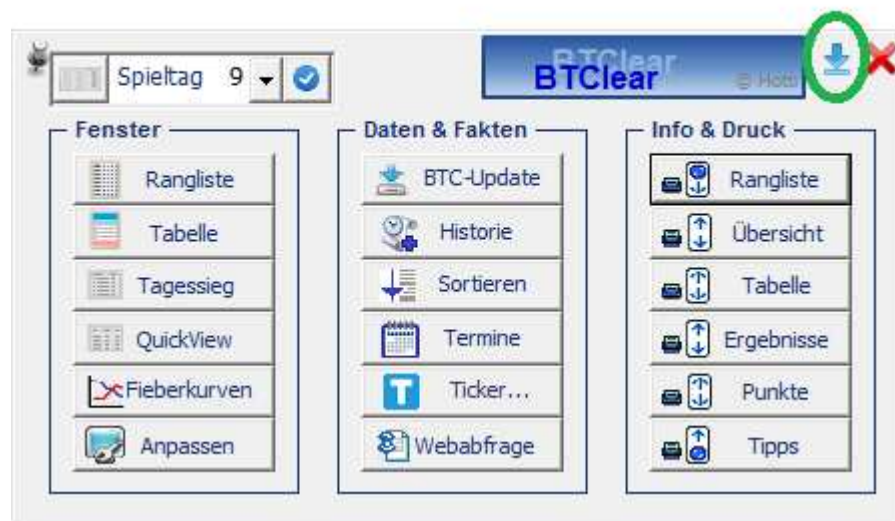 Spieltag 9
BTClear
BTClear
© Hotti
Fenster
Rangliste
Tabelle
Tagessieg
QuickView
Fieberkurven
Anpassen
Daten & Fakten
BTC-Update
Historie
Sortieren
Termine
T Ticker...
Webabfrage
Info & Druck
Rangliste
Übersicht
Tabelle
Ergebnisse
Punkte
Tipps